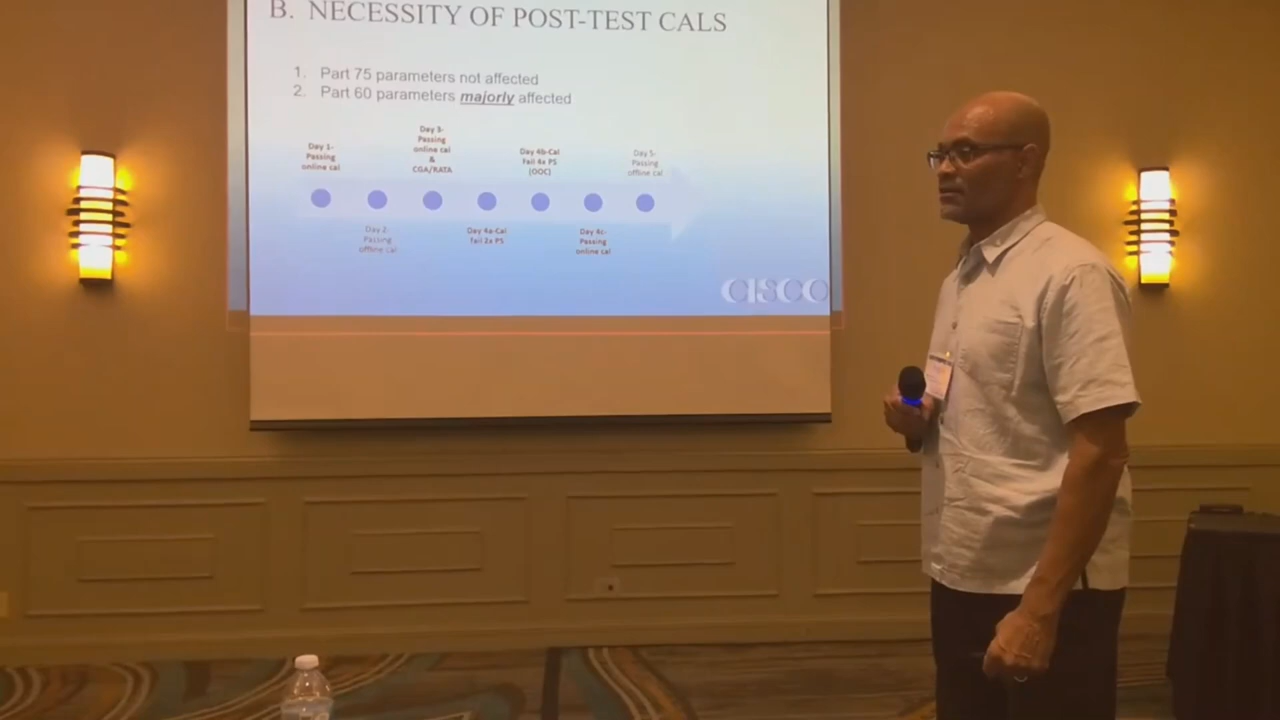 B. NECESSITY OF POST-TEST CALS
1. Part 75 parameters not affected
2. Part 60 parameters majorly affected
Day 1-
Passing
online cal
Day 2-
Passing
offline cal
Day 3-
Passing
online cal
&
CGA/RATA
Day 4a-Cal
fail 2x PS
Day 4b-Cal
Fail 4x PS
(OOC)
Day 4c-
Passing
online cal
Day 5-
Passing
offline cal
CISCO